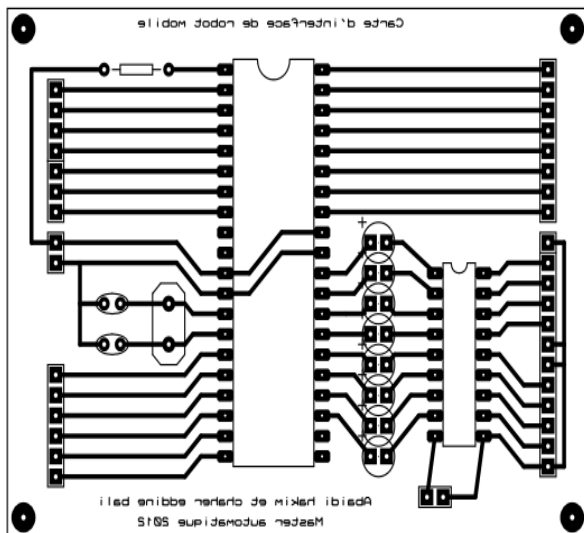 Carte d'interface de robot mobile
Abaidi hakim et chaher eddine bali
Master automatique 2012